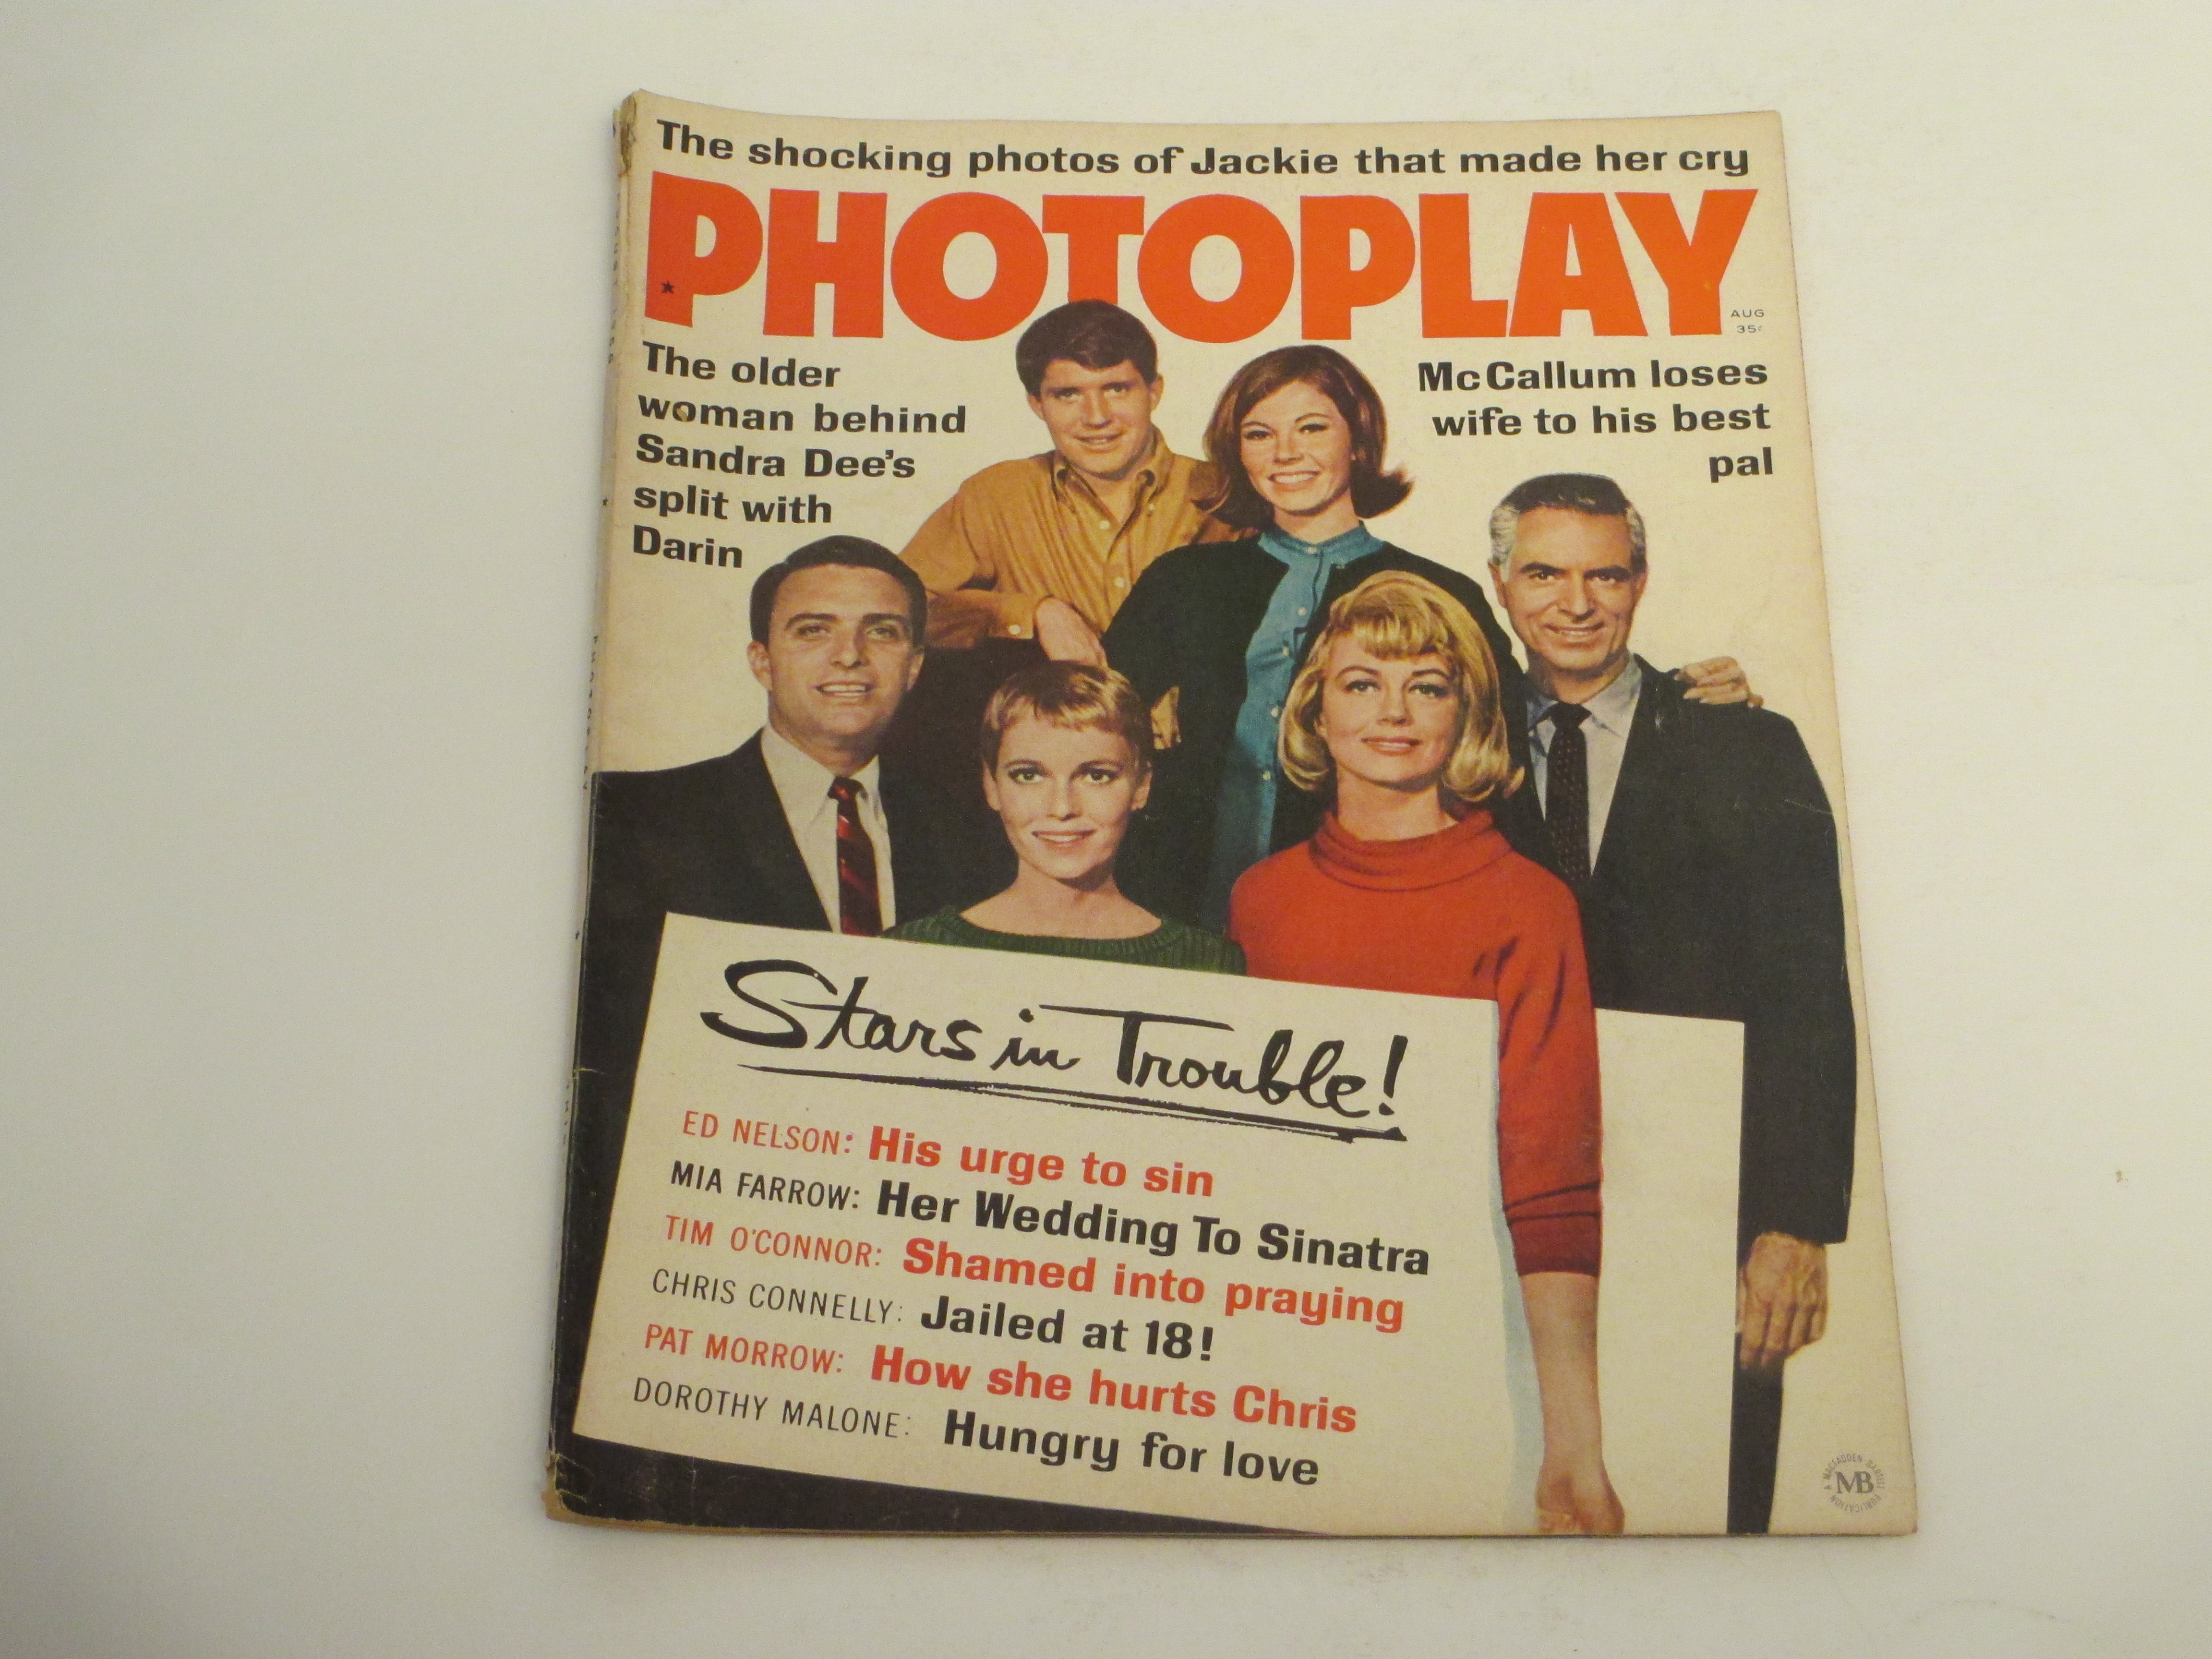 The shocking photos of Jackie that made her cry
PHOTOPLAY
AUG
35¢
The older
woman behind
Sandra Dee's
split with
Darin
McCallum loses
wife to his best
pal
Stars in Trouble!
ED NELSON: His urge to sin
MIA FARROW: Her Wedding To Sinatra
TIM O'CONNOR: Shamed into praying
CHRIS CONNELLY: Jailed at 18!
PAT MORROW: How she hurts Chris
DOROTHY MALONE: Hungry for love
A MACFADDEN BARTELL PUBLICATION
MB